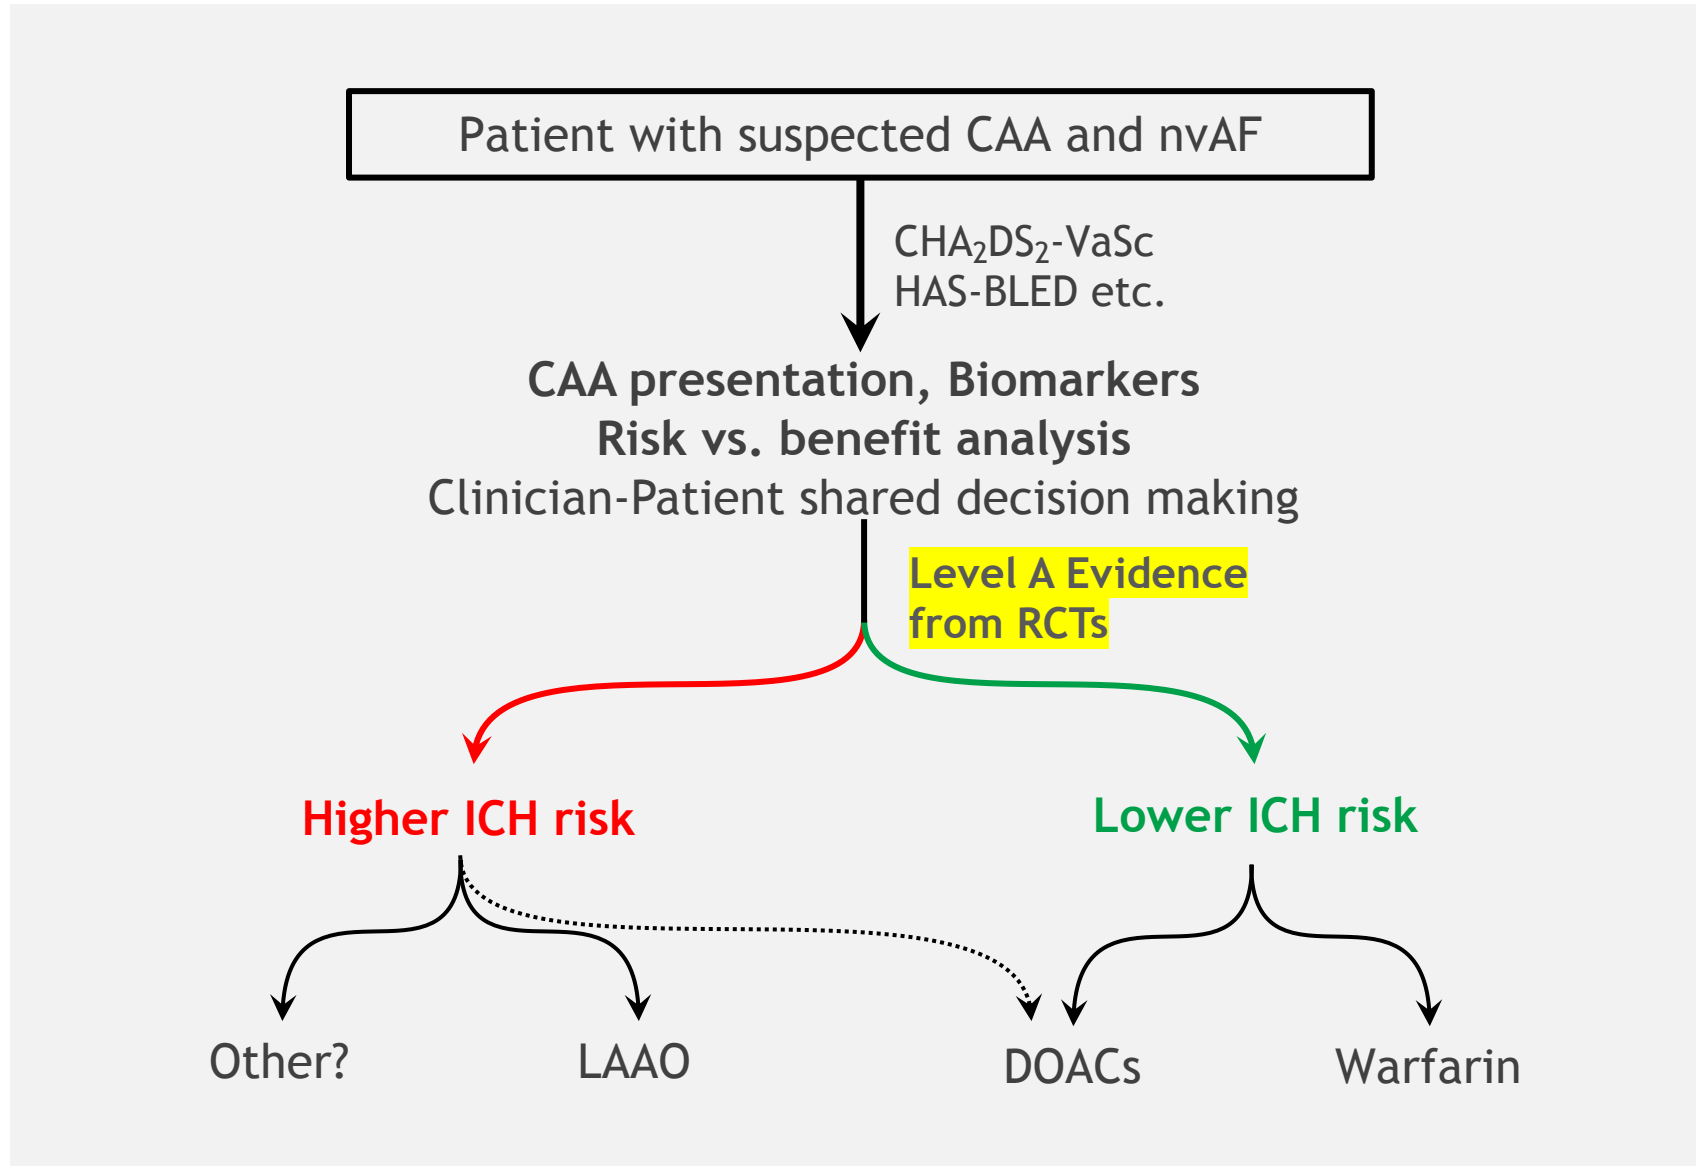 Patient with suspected CAA and nvAF
CHA₂DS₂-VaSc
HAS-BLED etc.
CAA presentation, Biomarkers
Risk vs. benefit analysis
Clinician-Patient shared decision making
Level A Evidence
from RCTs
Higher ICH risk
Lower ICH risk
Other?
LAAO
DOACs
Warfarin